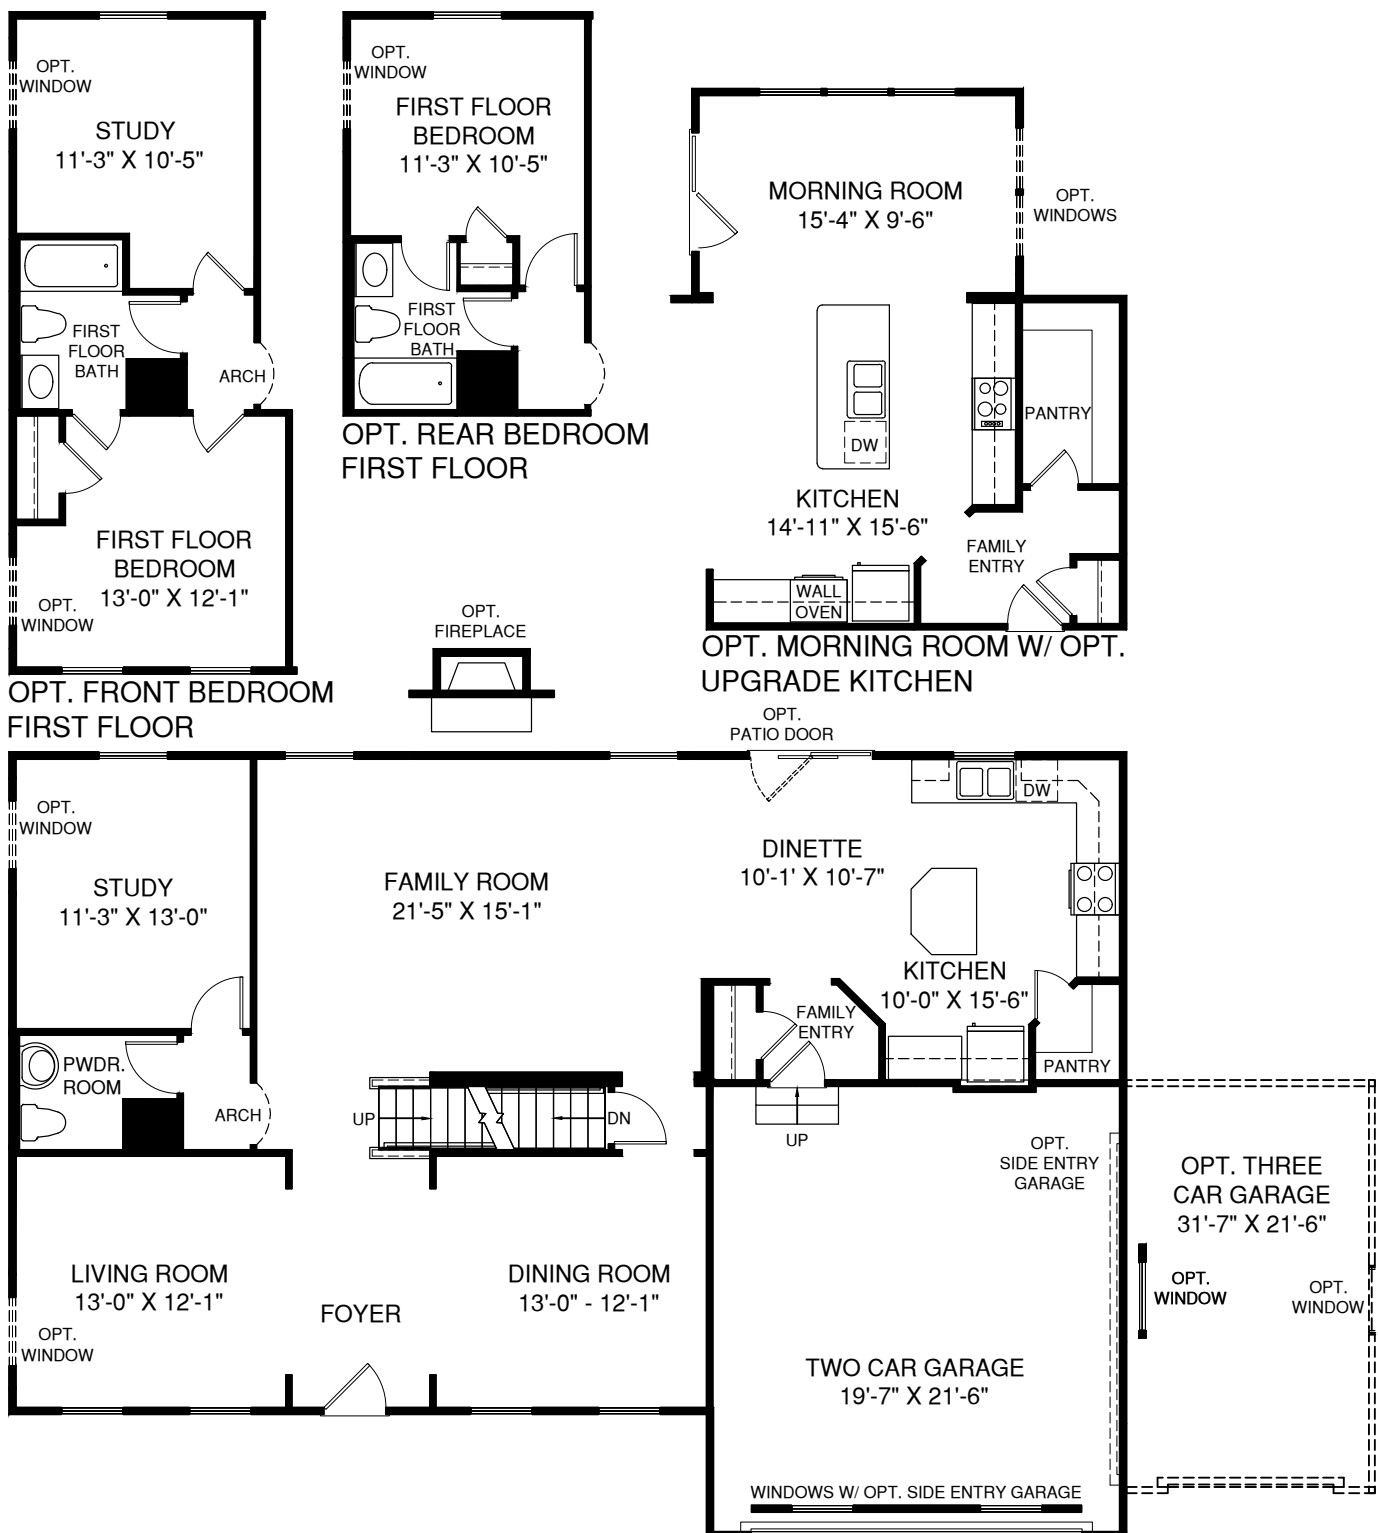 OPT.
WINDOW
STUDY
11'-3" X 10'-5"
FIRST
FLOOR
BATH
ARCH
FIRST FLOOR
BEDROOM
13'-0" X 12'-1"
OPT.
WINDOW
OPT. FRONT BEDROOM
FIRST FLOOR
OPT.
WINDOW
FIRST FLOOR
BEDROOM
11'-3" X 10'-5"
FIRST
FLOOR
BATH
OPT. REAR BEDROOM
FIRST FLOOR
OPT.
FIREPLACE
MORNING ROOM
15'-4" X 9'-6"
OPT.
WINDOWS
PANTRY
DW
KITCHEN
14'-11" X 15'-6"
FAMILY
ENTRY
WALL
OVEN
OPT. MORNING ROOM W/ OPT.
UPGRADE KITCHEN
OPT.
PATIO DOOR
OPT.
WINDOW
STUDY
11'-3" X 13'-0"
FAMILY ROOM
21'-5" X 15'-1"
DINETTE
10'-1' X 10'-7"
DW
KITCHEN
10'-0" X 15'-6"
FAMILY
ENTRY
PANTRY
PWDR.
ROOM
ARCH
UP
DN
UP
OPT.
SIDE ENTRY
GARAGE
OPT. THREE
CAR GARAGE
31'-7" X 21'-6"
LIVING ROOM
13'-0" X 12'-1"
OPT.
WINDOW
FOYER
DINING ROOM
13'-0" - 12'-1"
OPT.
WINDOW
OPT.
WINDOW
TWO CAR GARAGE
19'-7" X 21'-6"
WINDOWS W/ OPT. SIDE ENTRY GARAGE